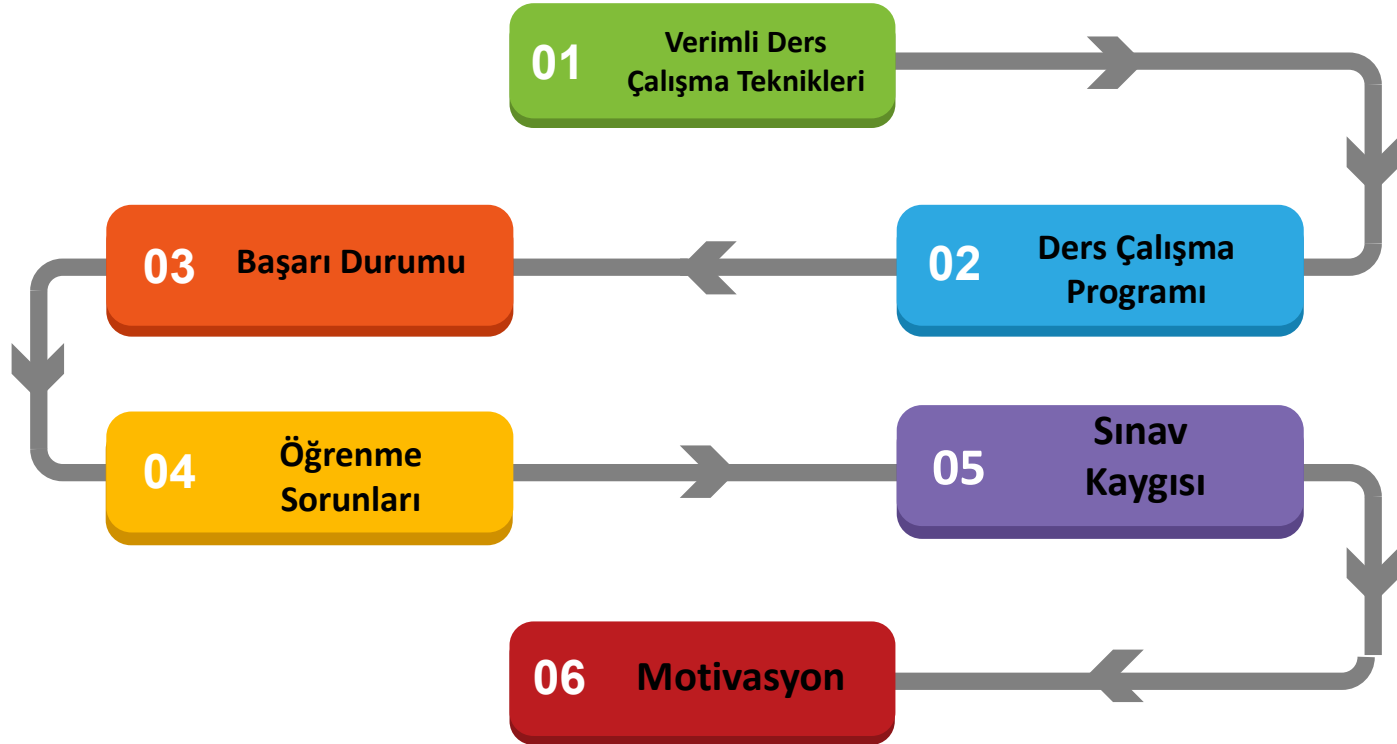 01
Verimli Ders
Çalışma Teknikleri
02
Ders Çalışma
Programı
03
Başarı Durumu
04
Öğrenme
Sorunları
05
Sınav
Kaygısı
06
Motivasyon